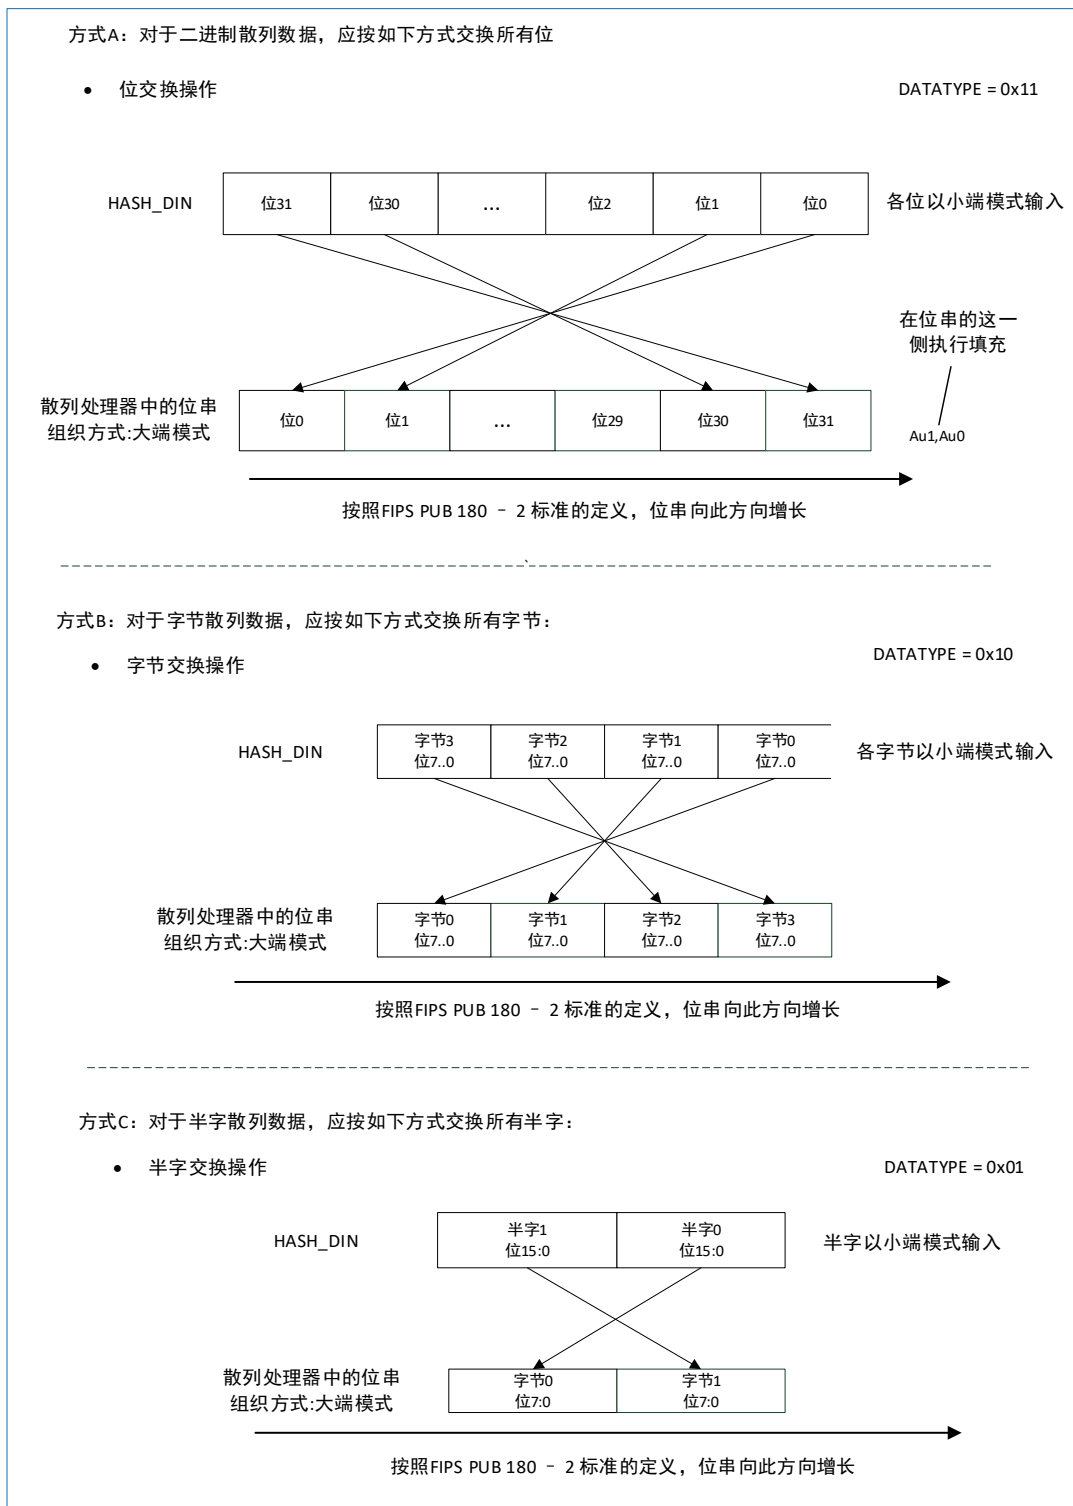 方式A：对于二进制散列数据，应按如下方式交换所有位
• 位交换操作
DATATYPE = 0x11
HASH_DIN
位31
位30
...
位2
位1
位0
各位以小端模式输入
在位串的这一
侧执行填充
散列处理器中的位串
组织方式:大端模式
位0
位1
...
位29
位30
位31
Au1,Au0
按照FIPS PUB 180 – 2 标准的定义，位串向此方向增长
方式B：对于字节散列数据，应按如下方式交换所有字节：
• 字节交换操作
DATATYPE = 0x10
HASH_DIN
字节3
位7..0
字节2
位7..0
字节1
位7..0
字节0
位7..0
各字节以小端模式输入
散列处理器中的位串
组织方式:大端模式
字节0
位7..0
字节1
位7..0
字节2
位7..0
字节3
位7..0
按照FIPS PUB 180 – 2 标准的定义，位串向此方向增长
方式C：对于半字散列数据，应按如下方式交换所有半字：
• 半字交换操作
DATATYPE = 0x01
HASH_DIN
半字1
位15:0
半字0
位15:0
半字以小端模式输入
散列处理器中的位串
组织方式:大端模式
字节0
位7:0
字节1
位7:0
按照FIPS PUB 180 – 2 标准的定义，位串向此方向增长